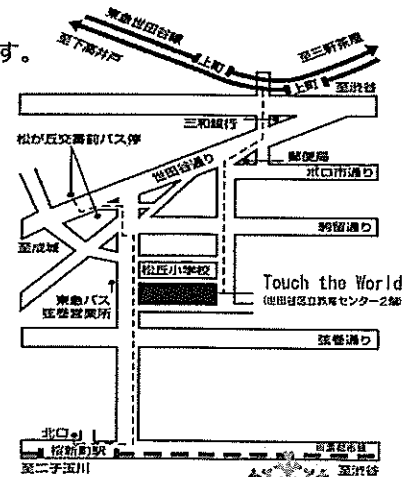 す。
東急世田谷線
至下高井戸
上町
至三軒茶屋
上町
至渋谷
三和銀行
松が丘交番前バス停
世田谷通り
郵便局
ボロ市通り
至成城
駒留通り
松丘小学校
Touch the World
(世田谷区立教育センター2階)
東急バス
弦巻営業所
弦巻通り
北口
桜新町駅
至二子玉川
至渋谷